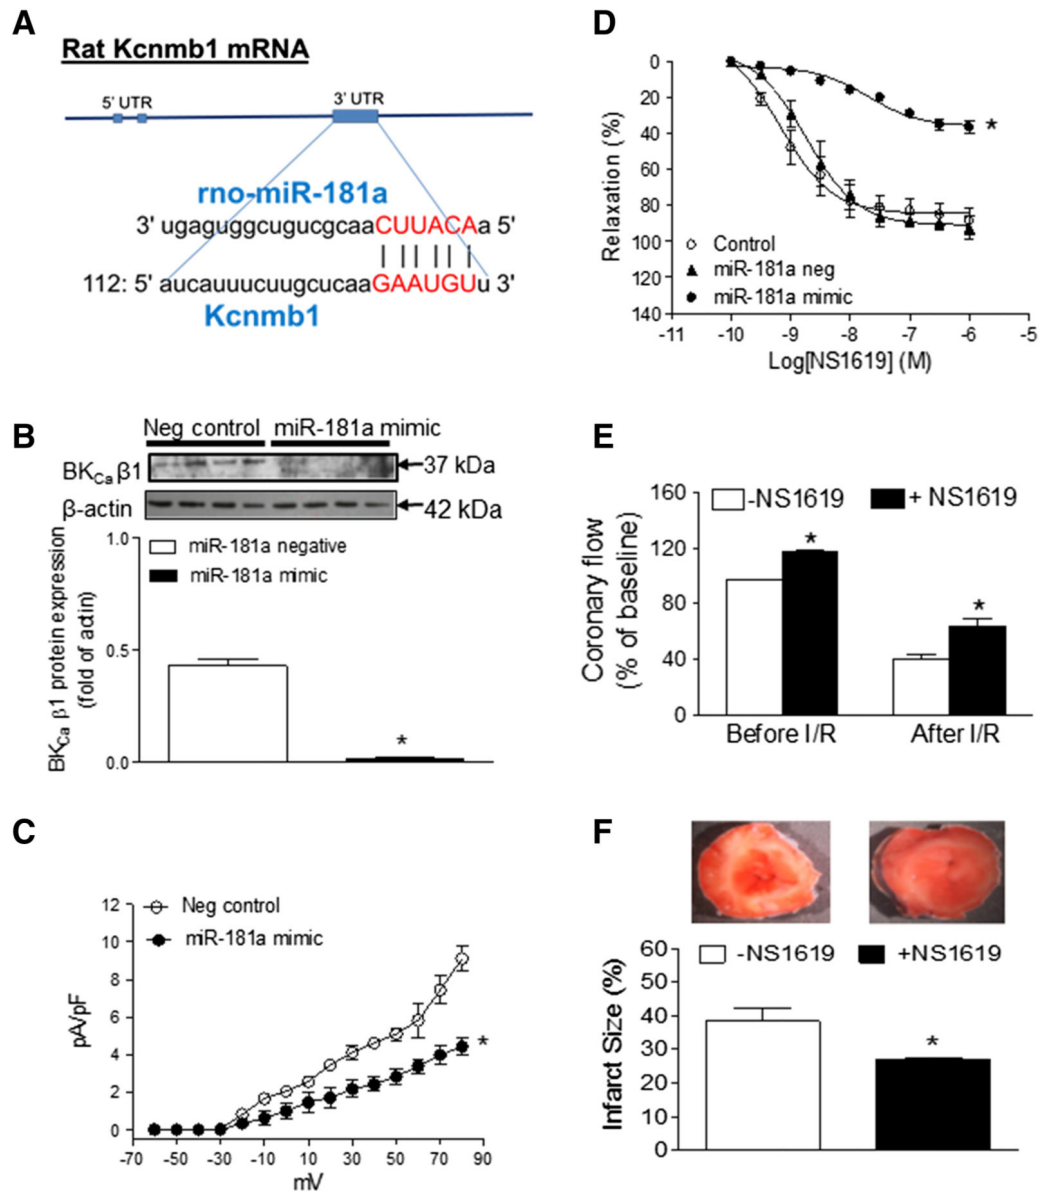 A
Rat Kcnmb1 mRNA
5' UTR
3' UTR
rno-miR-181a
3' ugaguggcugucgcaaCUUACAa 5'
112: 5' aucauuucuugcucaaGAAUGUu 3'
Kcnmb1
B
Neg control miR-181a mimic
BKCa β1
37 kDa
β-actin
42 kDa
miR-181a negative
miR-181a mimic
BKCa β1 protein expression
(fold of actin)
1.0
0.5
0.0
*
C
Neg control
miR-181a mimic
pA/pF
12
10
8
6
4
2
0
*
-70 -50 -30 -10 10 30 50 70 90
mV
D
Relaxation (%)
0
20
40
60
80
100
120
140
*
Control
miR-181a neg
miR-181a mimic
-11 -10 -9 -8 -7 -6 -5
Log[NS1619] (M)
E
-NS1619 + NS1619
Coronary flow
(% of baseline)
160
120
80
40
0
*
*
Before I/R After I/R
F
-NS1619 +NS1619
Infarct Size (%)
60
50
40
30
20
10
0
*